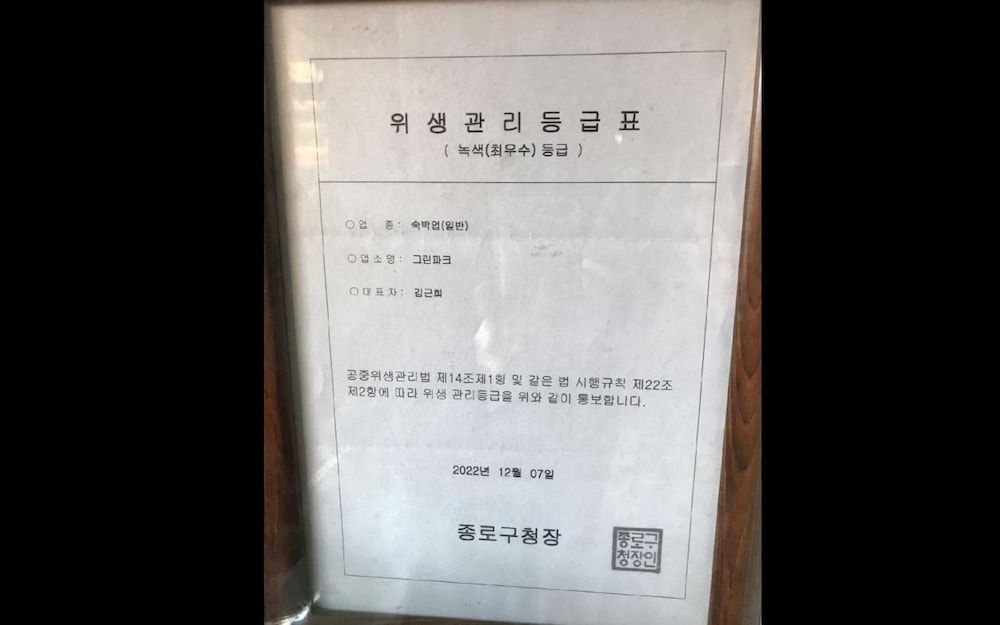 위 생 관 리 등 급 표
( 녹색(최우수) 등급 )
○ 업 종 : 숙박업(일반)
○ 업 소 명 : 그린파크
○ 대 표 자 : 김근희
공중위생관리법 제14조제1항 및 같은 법 시행규칙 제22조
제2항에 따라 위생 관리등급을 위와 같이 통보합니다.
2022년 12월 07일
종로구청장
종로구
청장인